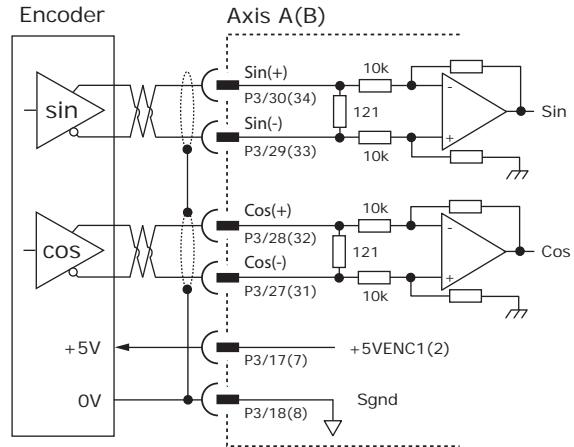 Encoder
Axis A(B)
sin
Sin(+)
P3/30(34)
10k
121
-
+
Sin
Sin(-)
P3/29(33)
10k
cos
Cos(+)
P3/28(32)
10k
121
-
+
Cos
Cos(-)
P3/27(31)
10k
+5V
P3/17(7)
+5VENC1(2)
0V
P3/18(8)
Sgnd